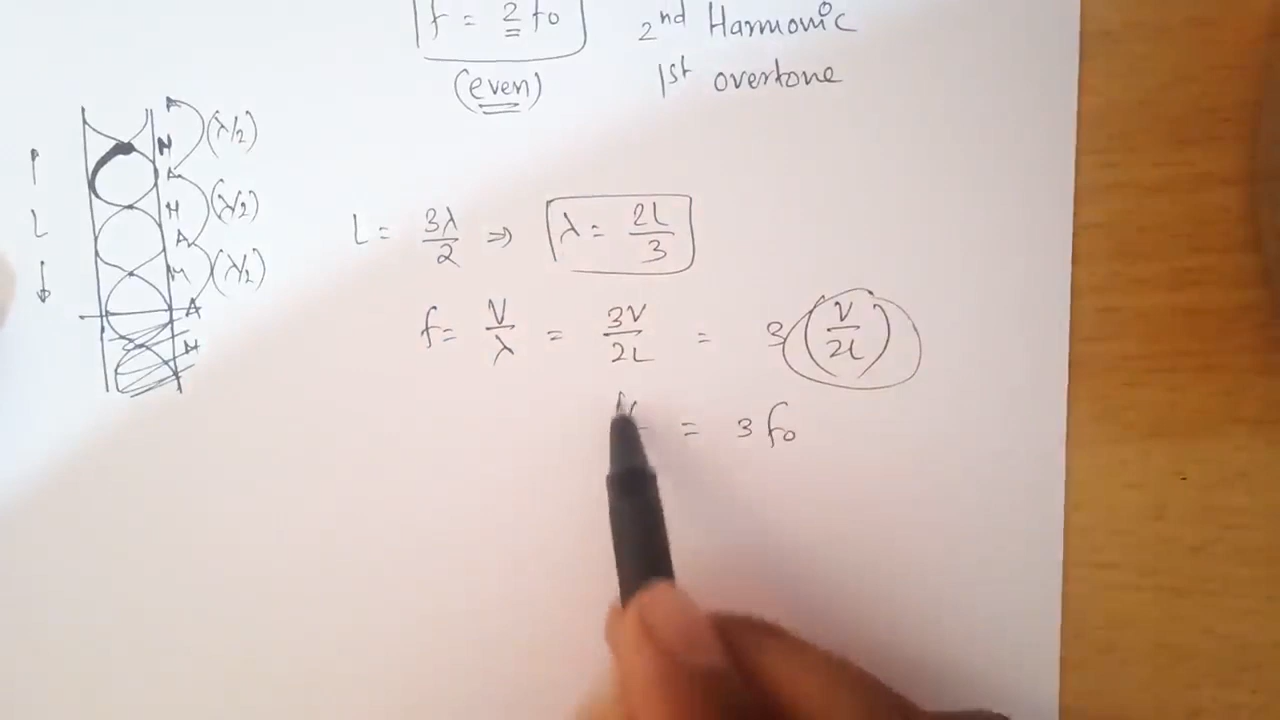 f = 2 f0
2nd Harmonic
(even)
1st overtone
(λ/2)
N
A
L
(λ/2)
N
A
(λ/2)
N
A
N
L = 3λ/2 ⇒ λ = 2L/3
f = V/λ = 3V/2L = 3 (V/2L)
= 3 f0